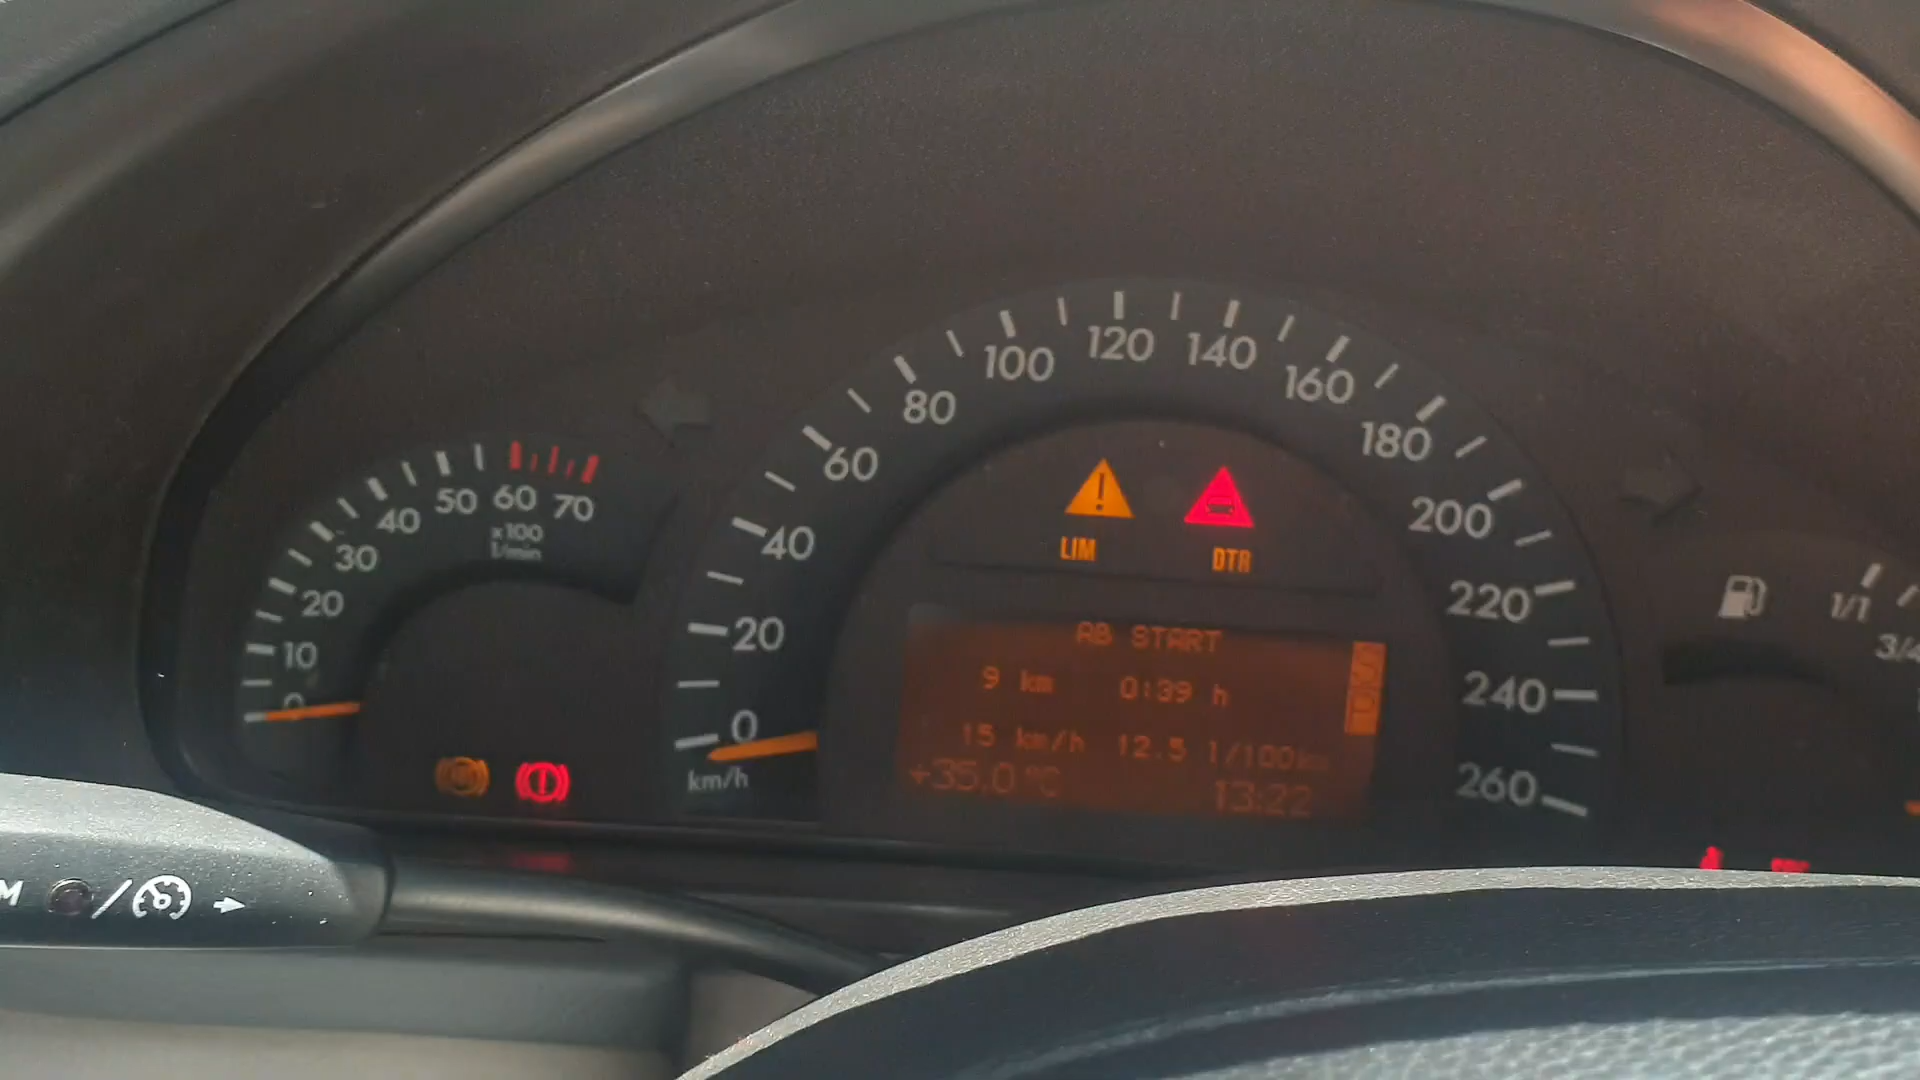 120
100
140
80
160
60
180
40
200
20
220
0
240
km/h
260
50 60 70
40
x100
1/min
30
20
10
0
LIM
DTR
AB START
9 km 0:39 h
15 km/h 12.5 l/100km
+35.0°C 13:22
S
P
1/1
3/4
M